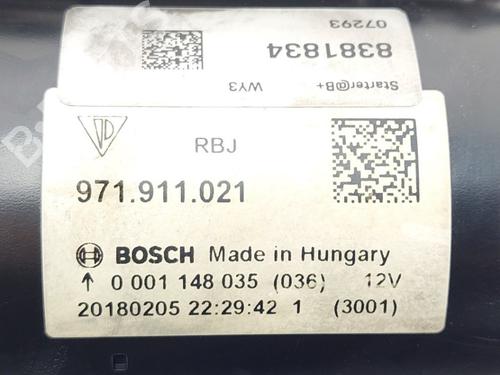 07293
8381834
Starter@B+
WY3
RBJ
971.911.021
BOSCH Made in Hungary
↑ 0 001 148 035 (036) 12V
20180205 22:29:42 1 (3001)